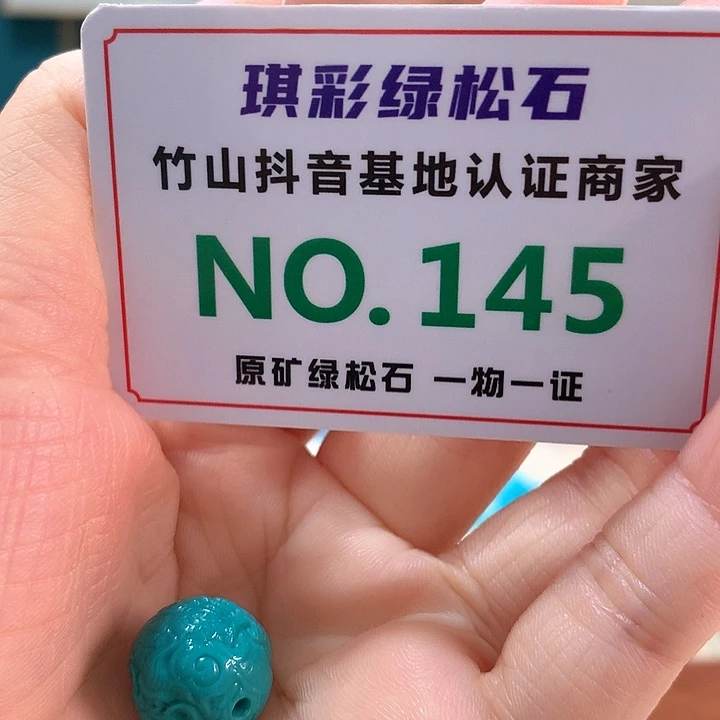 琪彩绿松石
竹山抖音基地认证商家
NO.145
原矿绿松石 一物一证